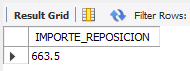 Result Grid Filter Rows:
IMPORTE_REPOSICION
663.5